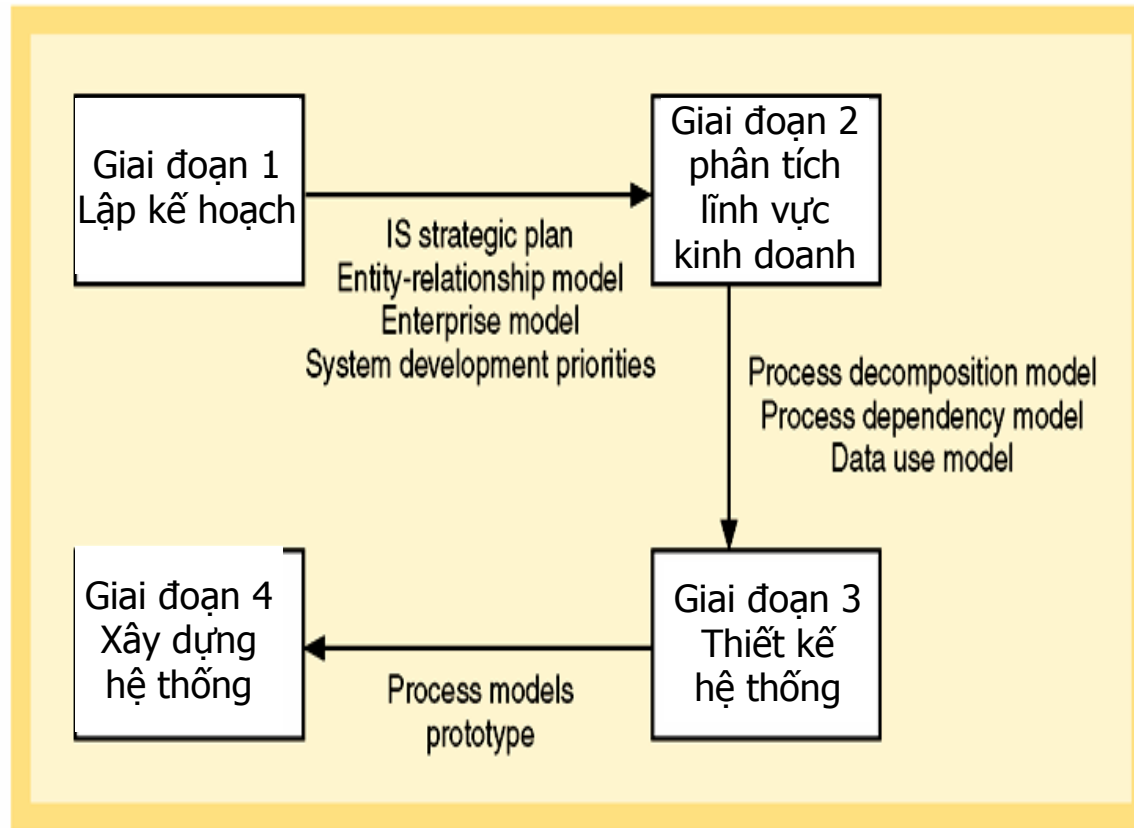 Giai đoạn 1
Lập kế hoạch
IS strategic plan
Entity-relationship model
Enterprise model
System development priorities
Giai đoạn 2
phân tích
lĩnh vực
kinh doanh
Process decomposition model
Process dependency model
Data use model
Giai đoạn 3
Thiết kế
hệ thống
Process models
prototype
Giai đoạn 4
Xây dựng
hệ thống